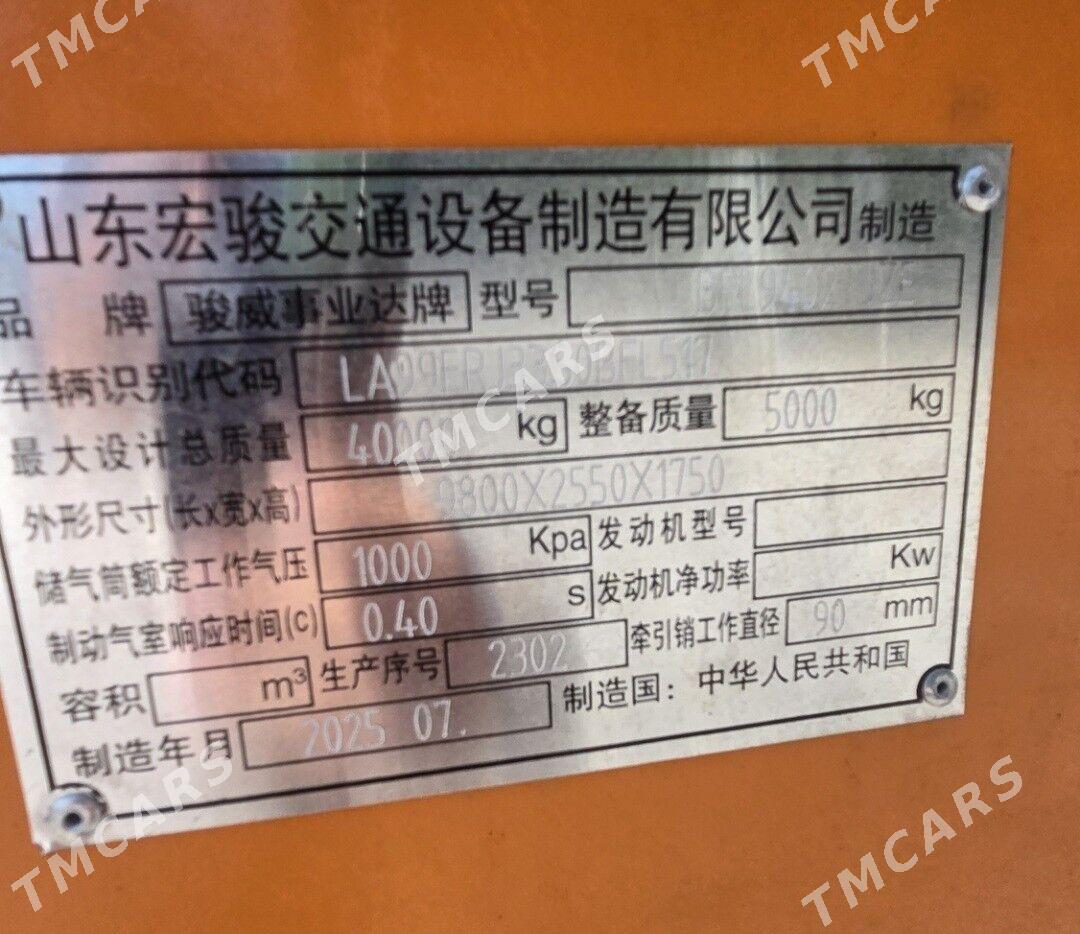 TMCARS TMCARS
山东宏骏交通设备制造有限公司制造
品 牌 骏威事业达牌 型号
车辆识别代码
最大设计总质量 kg 整备质量 5000 kg
外形尺寸(长x宽x高) 9800X2550X1750
储气筒额定工作气压 1000 Kpa 发动机型号
制动气室响应时间(c) 0.40 s 发动机净功率 Kw
容积 m³ 生产序号 2302 牵引销工作直径 90 mm
制造年月 2025 07. 制造国：中华人民共和国
TMCARS
TMCARS TMCARS